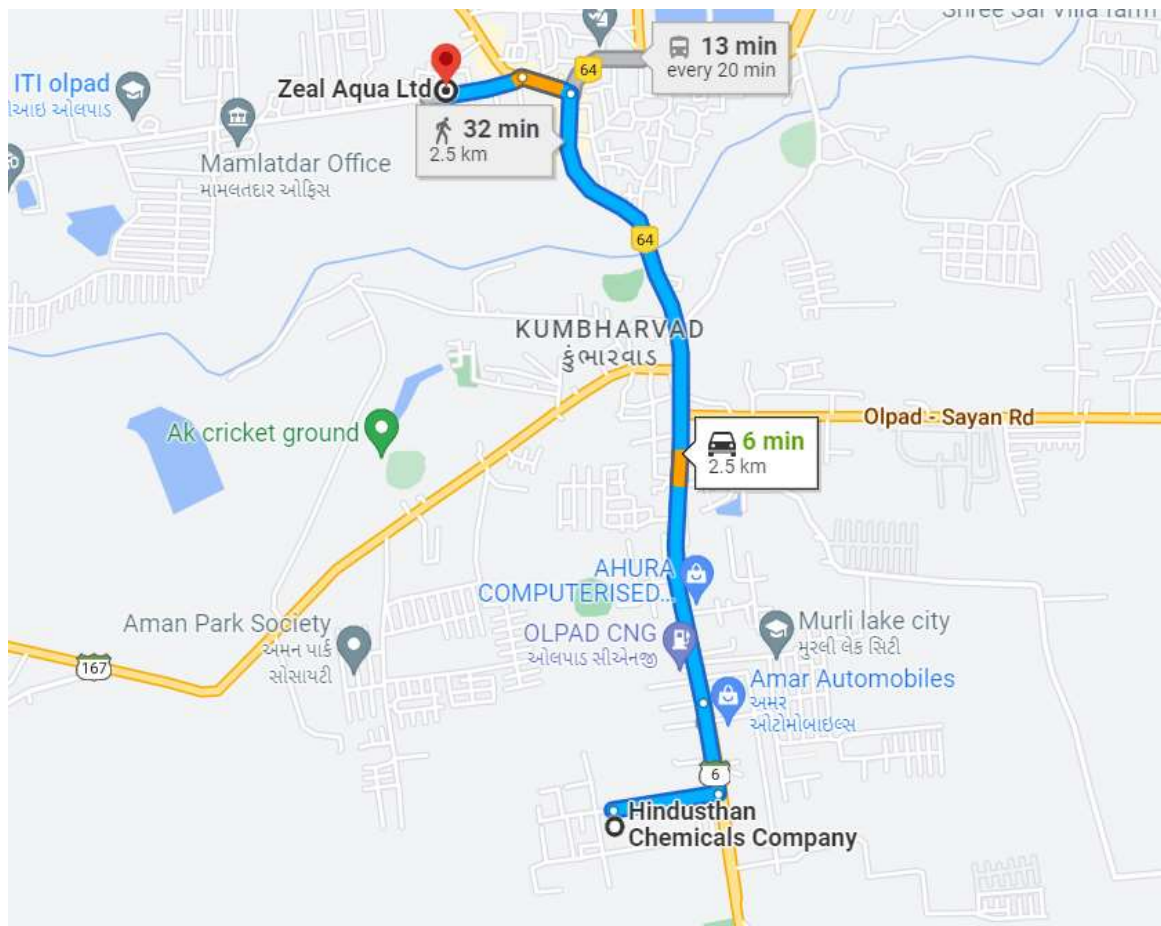 Shree Sai Villa farm
13 min
every 20 min
64
ITI olpad
આઇ ઓલપાડ
Zeal Aqua Ltd
32 min
2.5 km
Mamlatdar Office
મામલતદાર ઓફિસ
64
KUMBHARVAD
કુંભારવાડ
Olpad - Sayan Rd
Ak cricket ground
6 min
2.5 km
AHURA
COMPUTERISED...
Aman Park Society
અમન પાર્ક
સોસાયટી
OLPAD CNG
ઓલપાડ સીએનજી
Murli lake city
મુરલી લેક સિટી
167
Amar Automobiles
અમર
ઓટોમોબાઇલ્સ
6
Hindusthan
Chemicals Company